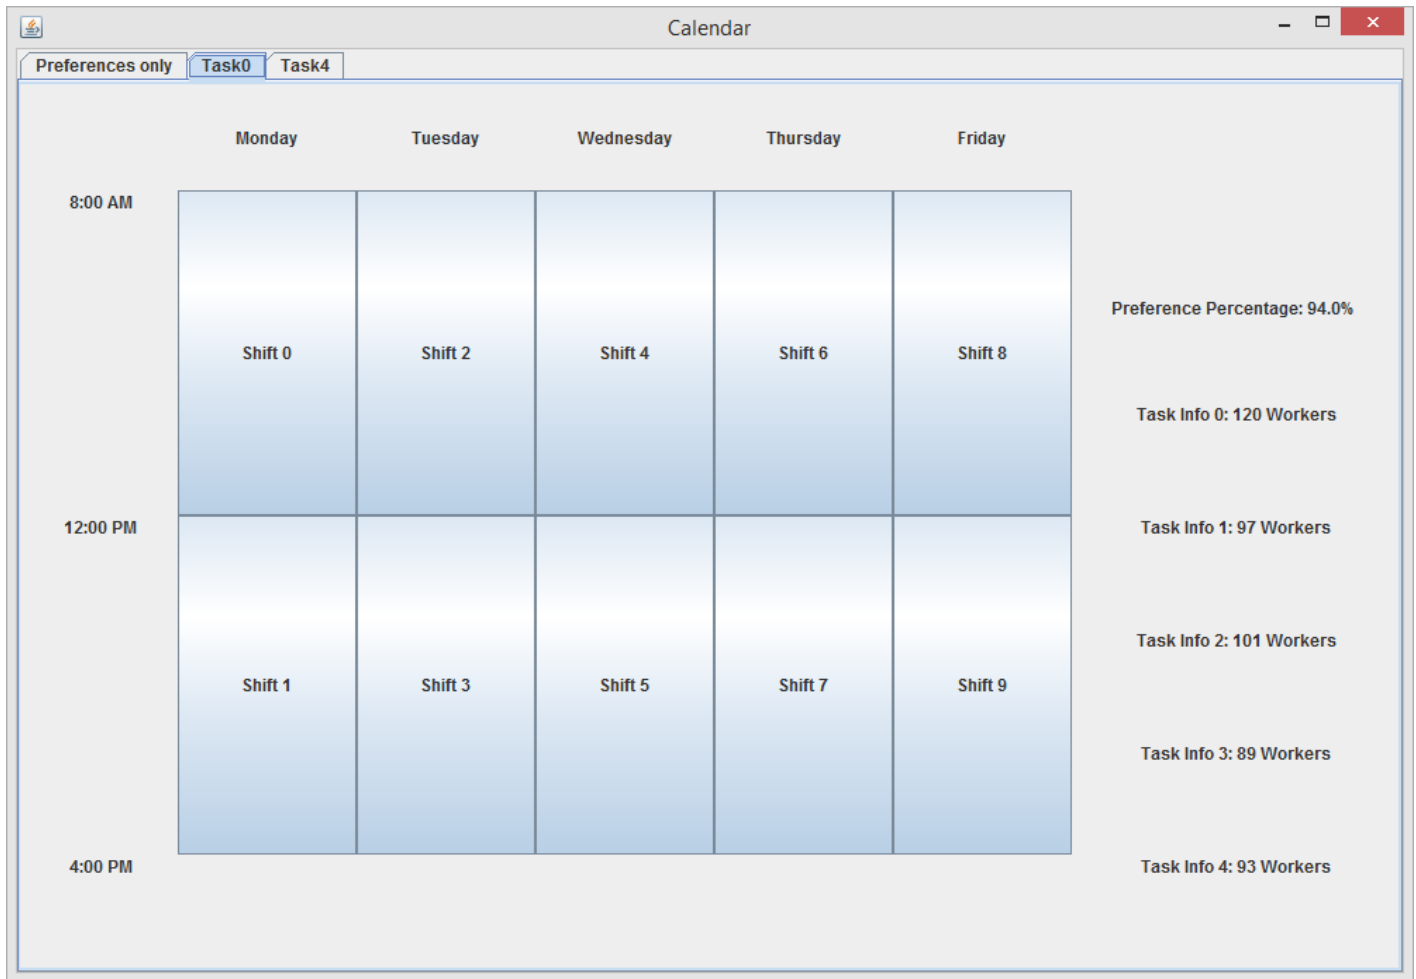 Calendar
Preferences only Task0 Task4
Monday Tuesday Wednesday Thursday Friday
8:00 AM
Preference Percentage: 94.0%
Shift 0 Shift 2 Shift 4 Shift 6 Shift 8
Task Info 0: 120 Workers
12:00 PM Task Info 1: 97 Workers
Task Info 2: 101 Workers
Shift 1 Shift 3 Shift 5 Shift 7 Shift 9
Task Info 3: 89 Workers
4:00 PM Task Info 4: 93 Workers